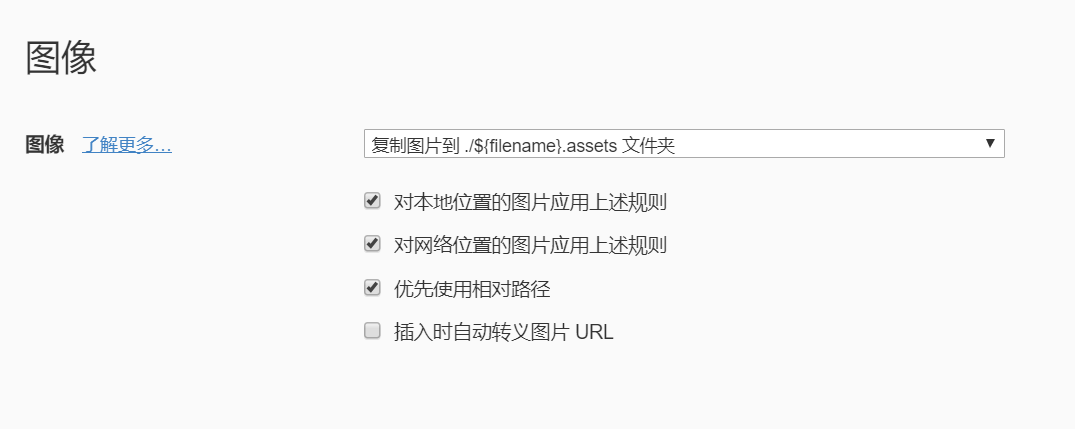 图像
图像 了解更多…
复制图片到 ./${filename}.assets 文件夹
对本地位置的图片应用上述规则
对网络位置的图片应用上述规则
优先使用相对路径
插入时自动转义图片 URL